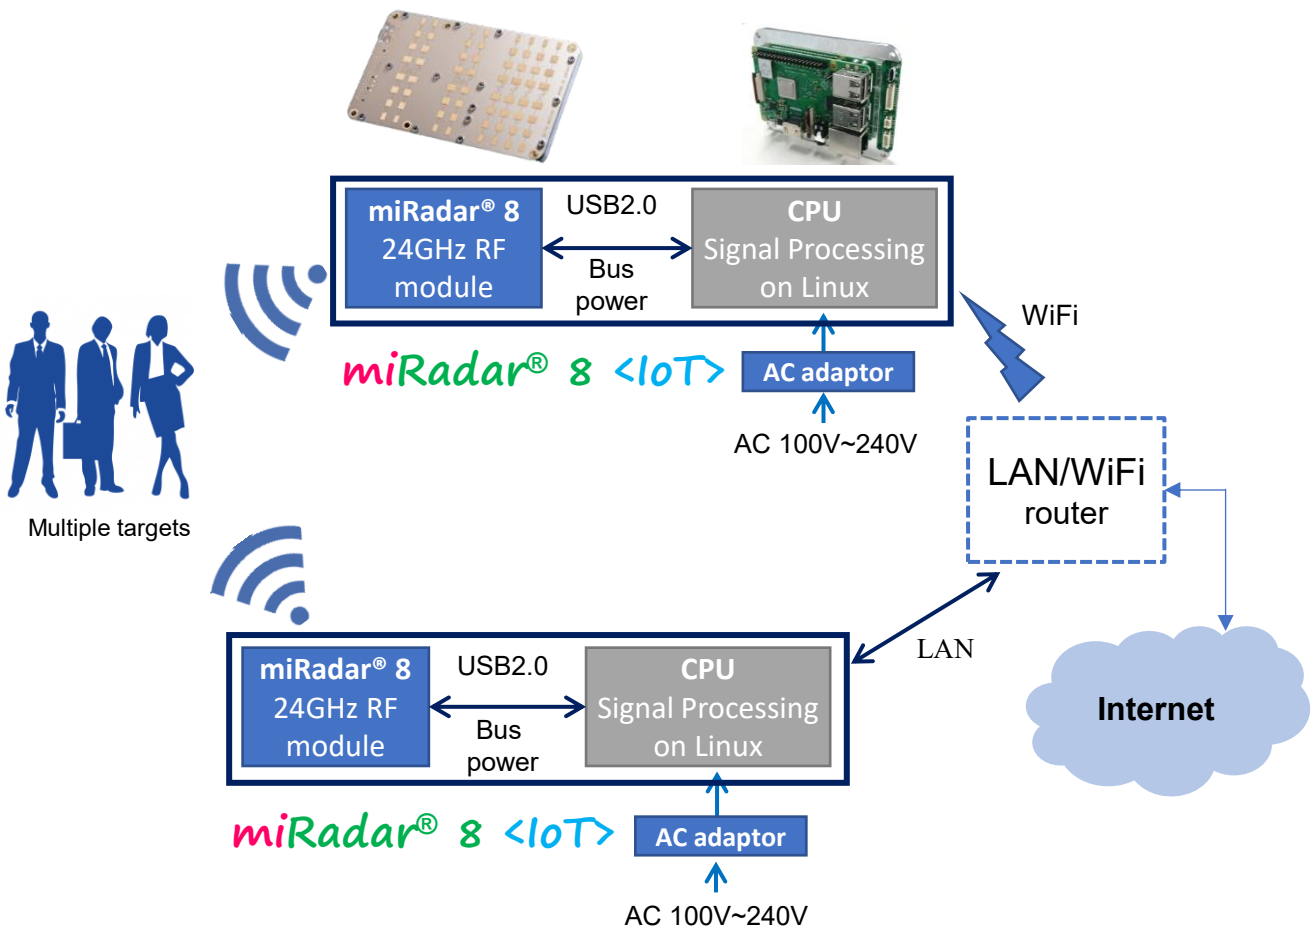 miRadar® 8
24GHz RF
module
USB2.0
Bus
power
CPU
Signal Processing
on Linux
WiFi
miRadar® 8 <IoT>
AC adaptor
AC 100V~240V
LAN/WiFi
router
Multiple targets
LAN
miRadar® 8
24GHz RF
module
USB2.0
Bus
power
CPU
Signal Processing
on Linux
Internet
miRadar® 8 <IoT>
AC adaptor
AC 100V~240V